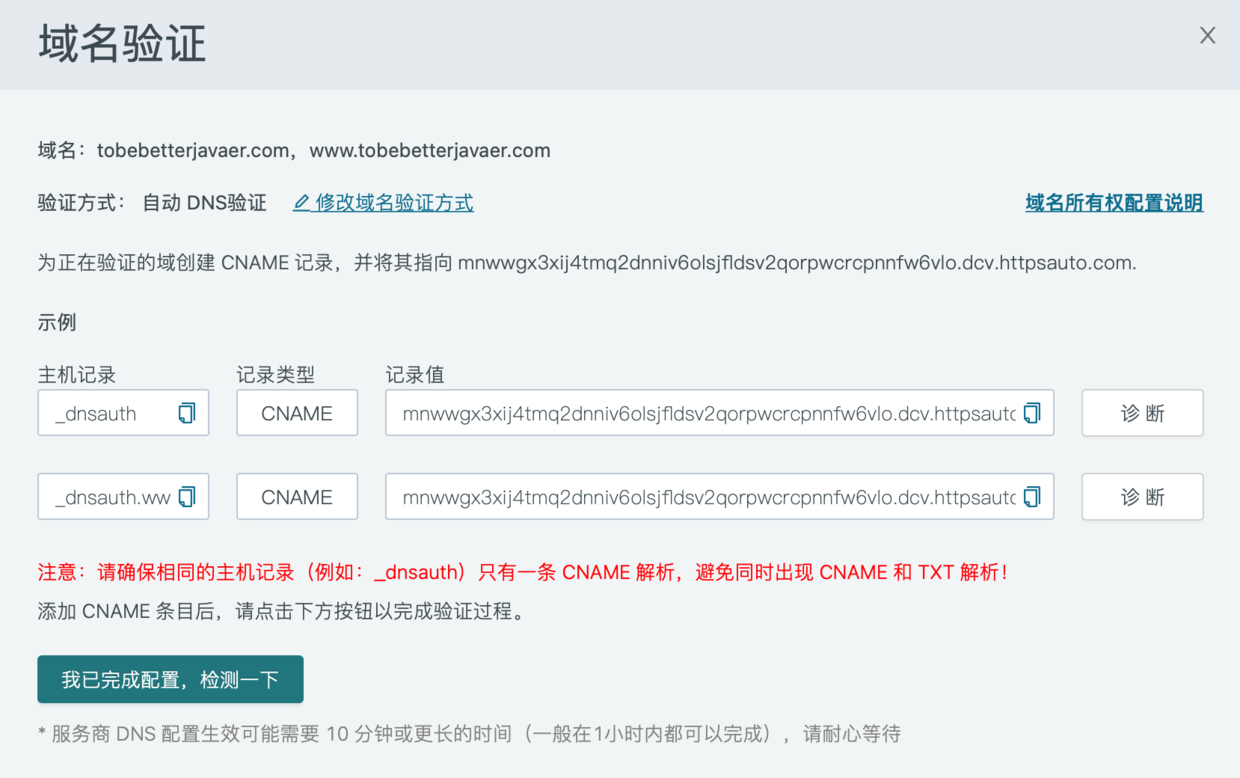 域名验证
X
域名：tobebetterjavaer.com，www.tobebetterjavaer.com
验证方式： 自动 DNS验证 修改域名验证方式 域名所有权配置说明
为正在验证的域创建 CNAME 记录，并将其指向 mnwwgx3xij4tmq2dnniv6olsjfldsv2qorpwcrcpnnfw6vlo.dcv.httpsauto.com.
示例
主机记录 记录类型 记录值
_dnsauth CNAME mnwwgx3xij4tmq2dnniv6olsjfldsv2qorpwcrcpnnfw6vlo.dcv.httpsautc 诊 断
_dnsauth.ww CNAME mnwwgx3xij4tmq2dnniv6olsjfldsv2qorpwcrcpnnfw6vlo.dcv.httpsautc 诊 断
注意：请确保相同的主机记录（例如：_dnsauth）只有一条 CNAME 解析，避免同时出现 CNAME 和 TXT 解析！
添加 CNAME 条目后，请点击下方按钮以完成验证过程。
我已完成配置，检测一下
* 服务商 DNS 配置生效可能需要 10 分钟或更长的时间（一般在1小时内都可以完成），请耐心等待